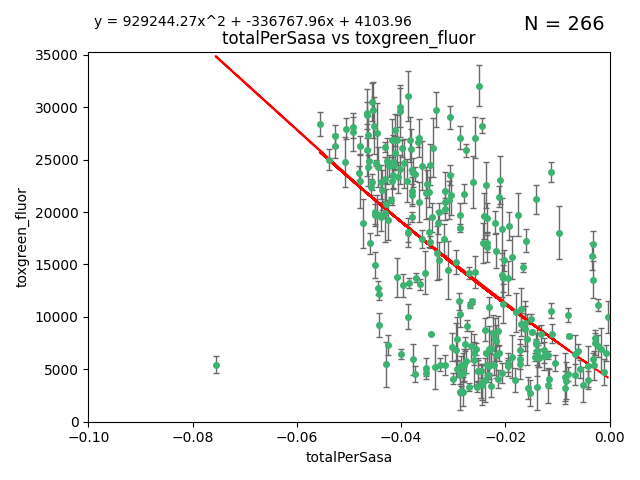 y = 929244.27x^2 + -336767.96x + 4103.96
N = 266
totalPerSasa vs toxgreen_fluor
35000
30000
25000
20000
15000
10000
5000
0
toxgreen_fluor
−0.10
−0.08
−0.06
−0.04
−0.02
0.00
totalPerSasa